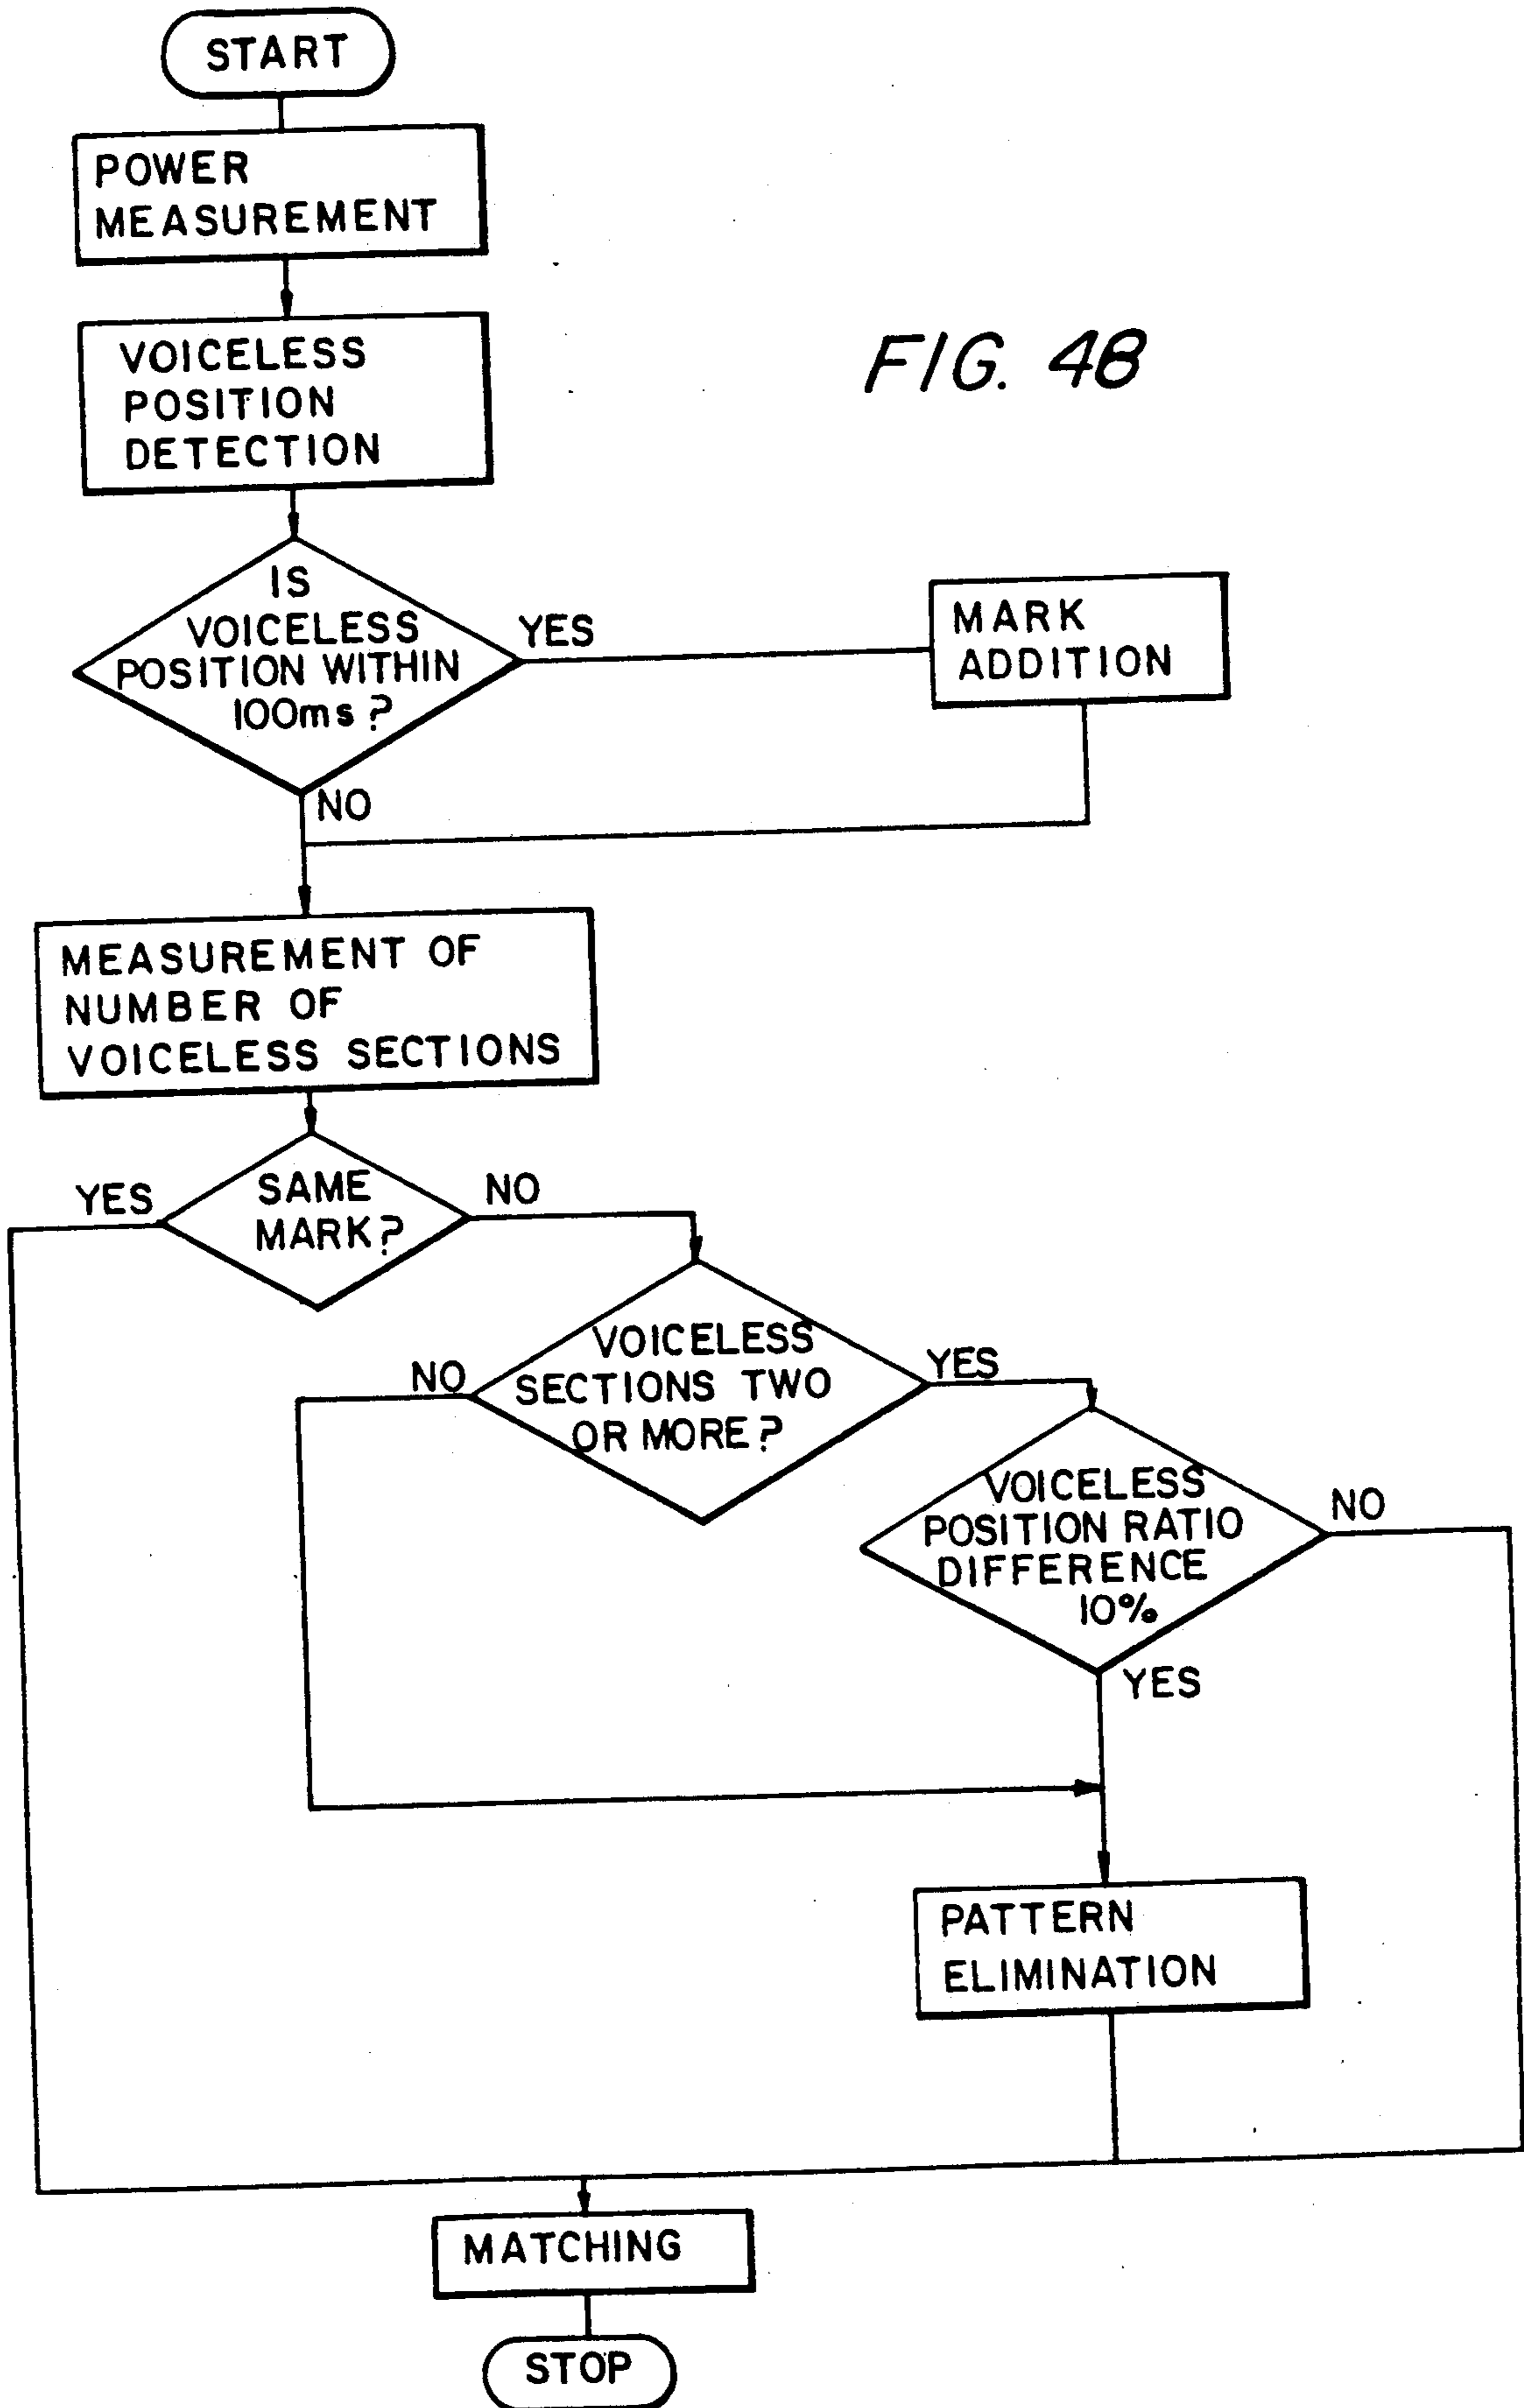 START
POWER
MEASUREMENT
VOICELESS
POSITION
DETECTION
FIG. 48
IS
VOICELESS
POSITION WITHIN
100ms?
YES
MARK
ADDITION
NO
MEASUREMENT OF
NUMBER OF
VOICELESS SECTIONS
YES
SAME
MARK?
NO
NO
VOICELESS
SECTIONS TWO
OR MORE?
YES
VOICELESS
POSITION RATIO
DIFFERENCE
10%
NO
YES
PATTERN
ELIMINATION
MATCHING
STOP